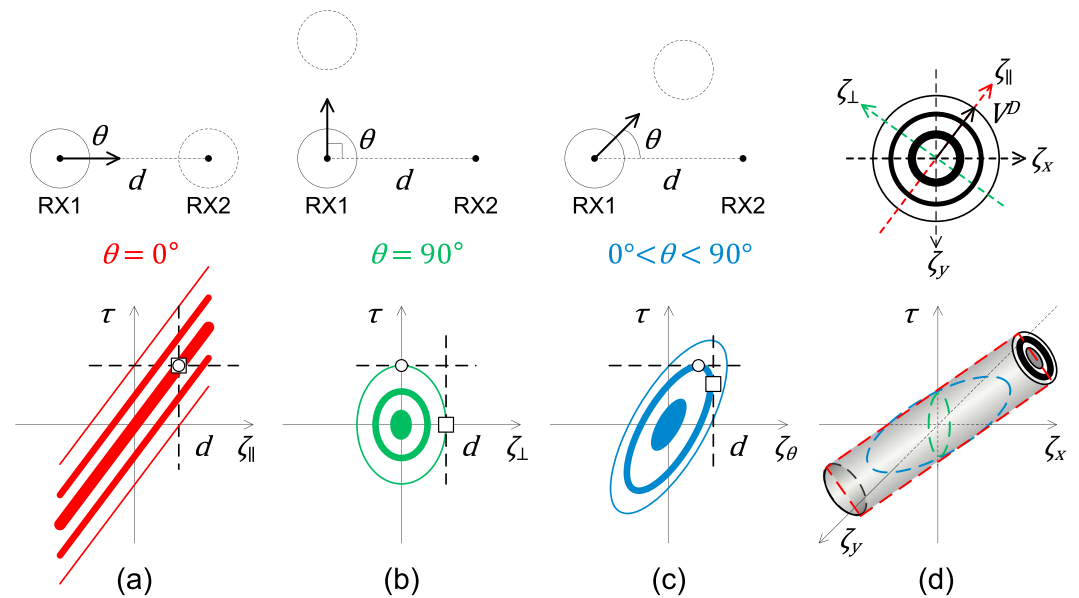 θ
d
RX1 RX2
θ = 0°
τ
d ζ∥
(a)
θ
d
RX1 RX2
θ = 90°
τ
d ζ⊥
(b)
θ
d
RX1 RX2
0° < θ < 90°
τ
d ζθ
(c)
ζ⊥ ζ∥
V^D
ζx
ζy
τ
ζx
ζy
(d)